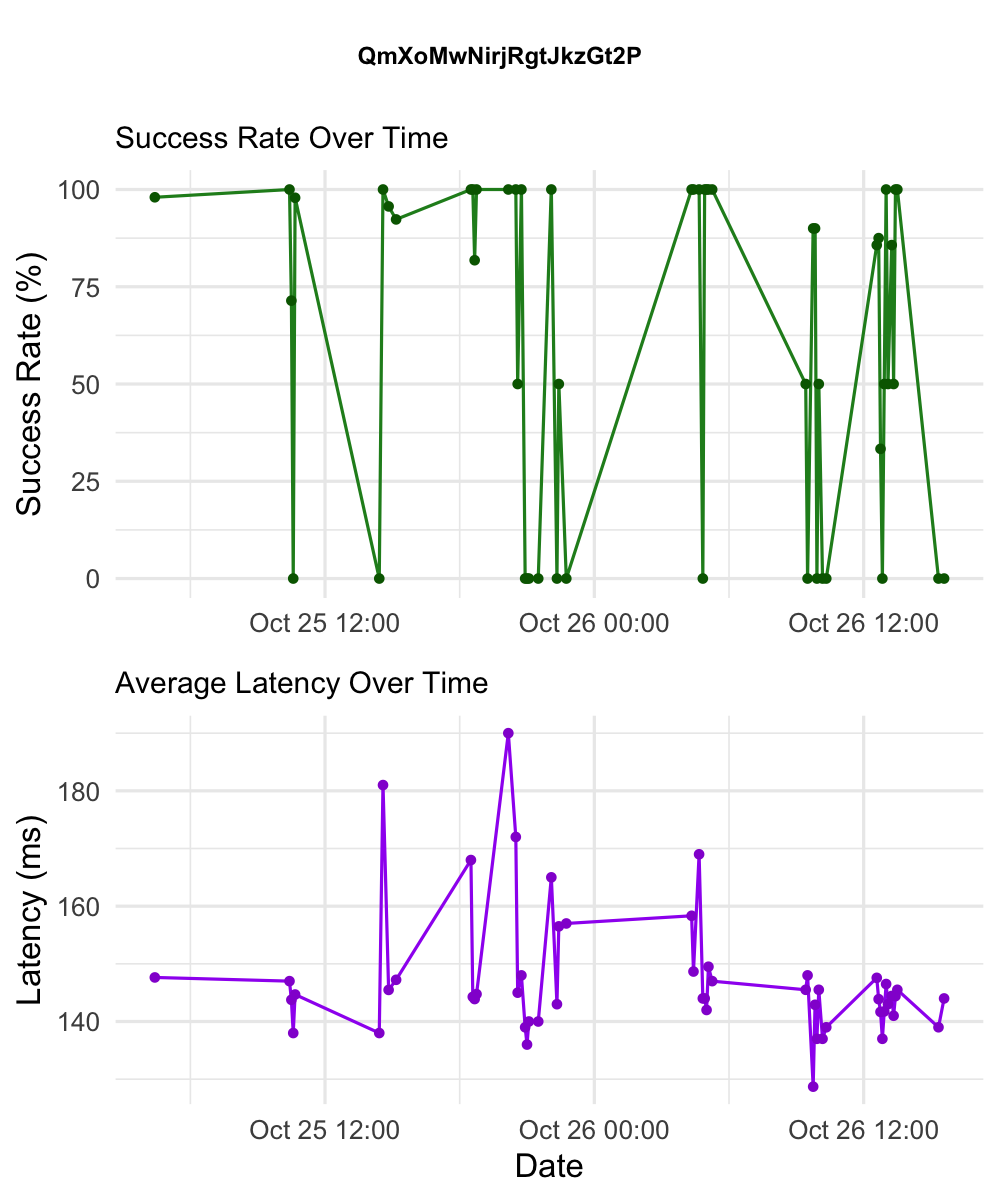 QmXoMwNirjRgtJkzGt2P
Success Rate Over Time
Success Rate (%)
100
75
50
25
0
Oct 25 12:00 Oct 26 00:00 Oct 26 12:00
Average Latency Over Time
Latency (ms)
180
160
140
Oct 25 12:00 Oct 26 00:00 Oct 26 12:00
Date